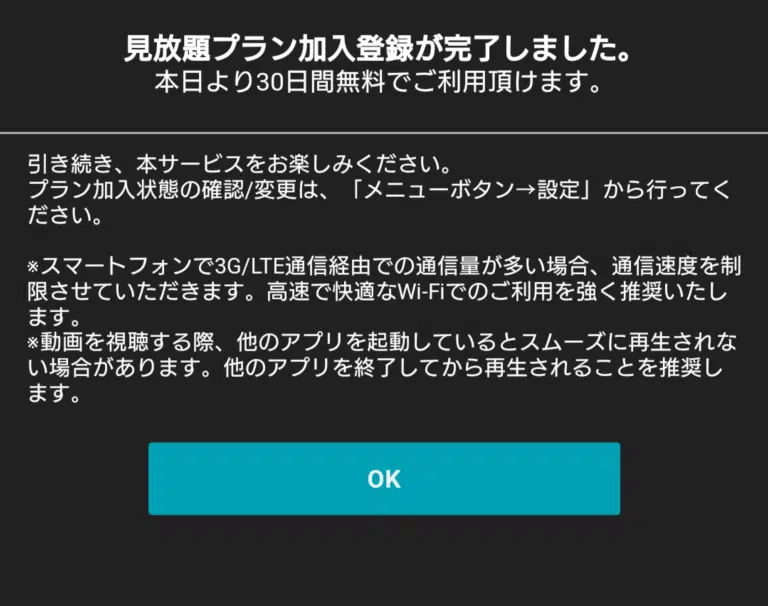 見放題プラン加入登録が完了しました。
本日より30日間無料でご利用頂けます。
引き続き、本サービスをお楽しみください。
プラン加入状態の確認/変更は、「メニューボタン→設定」から行ってく
ださい。
※スマートフォンで3G/LTE通信経由での通信量が多い場合、通信速度を制
限させていただきます。高速で快適なWi-Fiでのご利用を強く推奨いたし
ます。
※動画を視聴する際、他のアプリを起動しているとスムーズに再生されな
い場合があります。他のアプリを終了してから再生されることを推奨し
ます。
OK